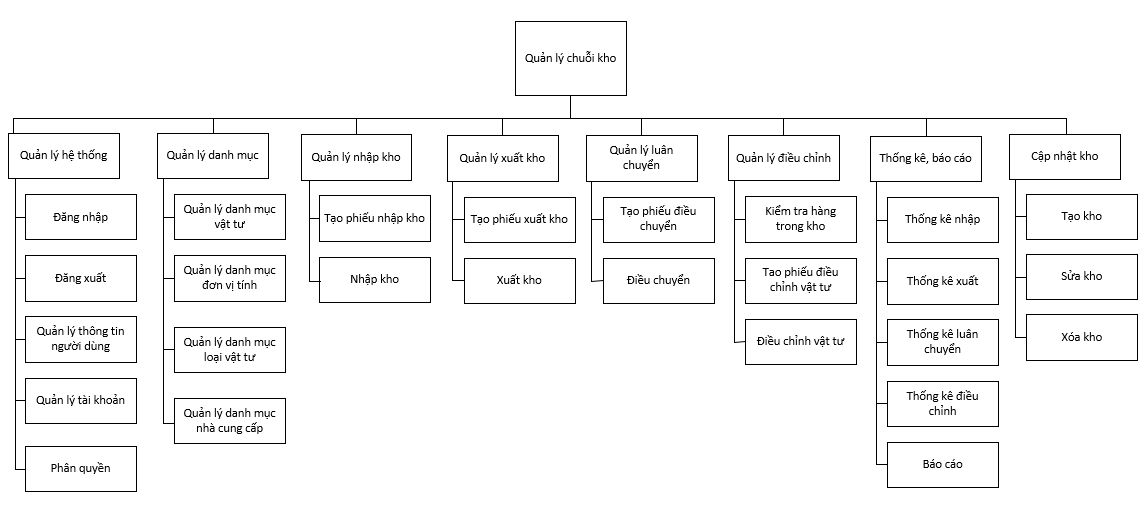 Quản lý chuỗi kho
Quản lý hệ thống
Đăng nhập
Đăng xuất
Quản lý thông tin
người dùng
Quản lý tài khoản
Phân quyền
Quản lý danh mục
Quản lý danh mục
vật tư
Quản lý danh mục
đơn vị tính
Quản lý danh mục
loại vật tư
Quản lý danh mục
nhà cung cấp
Quản lý nhập kho
Tạo phiếu nhập kho
Nhập kho
Quản lý xuất kho
Tạo phiếu xuất kho
Xuất kho
Quản lý luân
chuyển
Tạo phiếu điều
chuyển
Điều chuyển
Quản lý điều chỉnh
Kiểm tra hàng
trong kho
Tao phiếu điều
chỉnh vật tư
Điều chỉnh vật tư
Thống kê, báo cáo
Thống kê nhập
Thống kê xuất
Thống kê luân
chuyển
Thống kê điều
chỉnh
Báo cáo
Cập nhật kho
Tạo kho
Sửa kho
Xóa kho